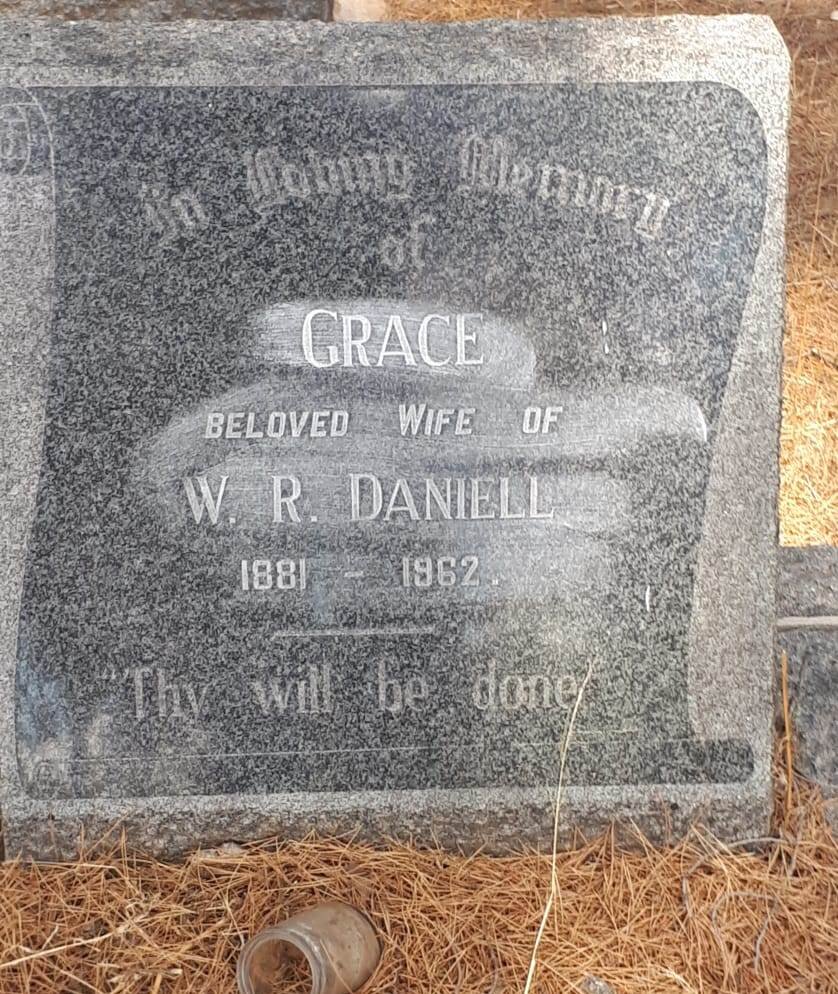 In Loving Memory
of
GRACE
BELOVED WIFE OF
W. R. DANIELL
1881 - 1962.
"Thy will be done"